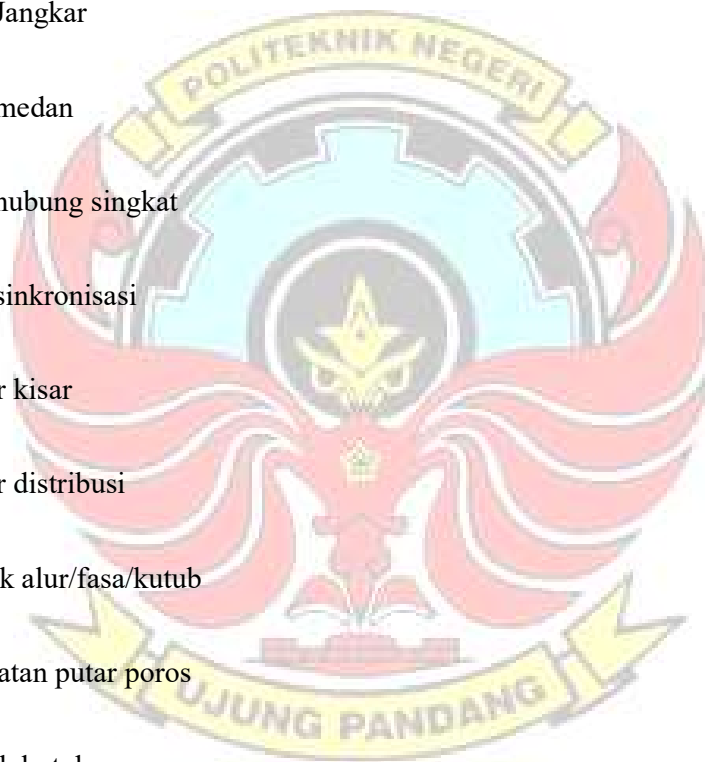 Jangkar
POLITEKNIK NEGERI
medan
hubung singkat
sinkronisasi
r kisar
r distribusi
k alur/fasa/kutub
atan putar poros
UJUNG PANDANG